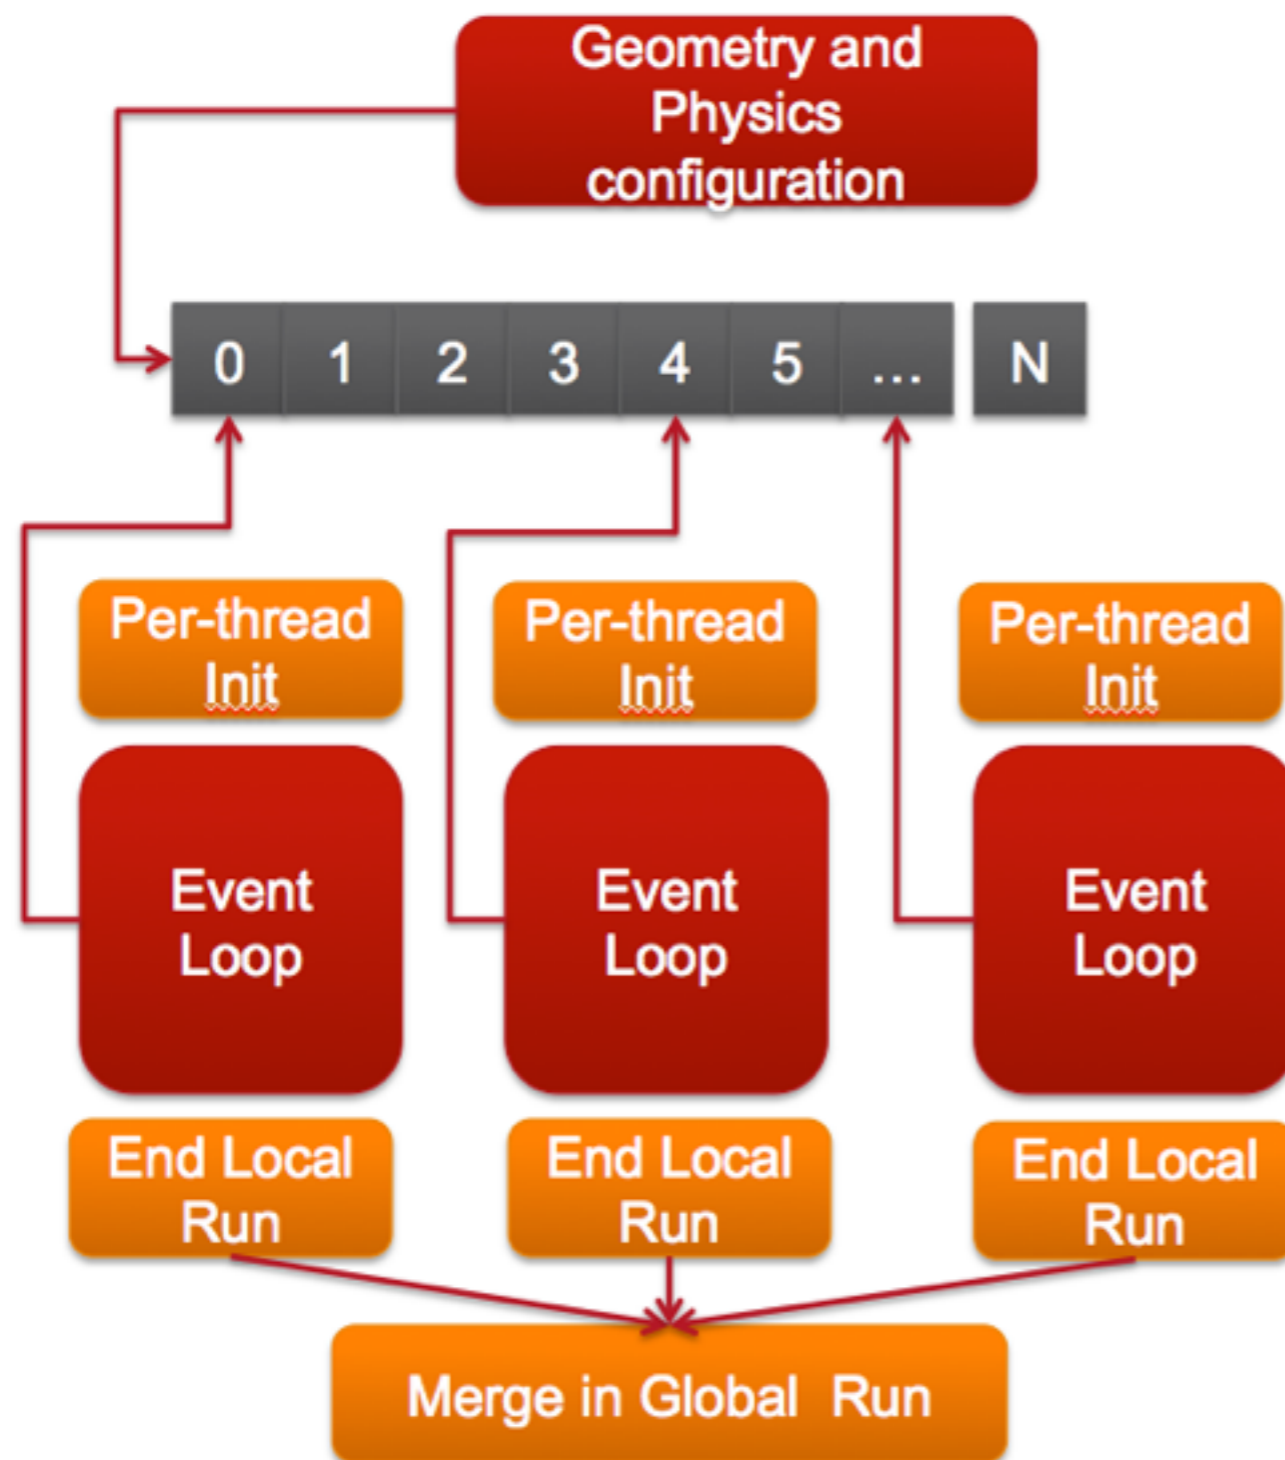 Geometry and
Physics
configuration
0 1 2 3 4 5 ... N
Per-thread
Init
Per-thread
Init
Per-thread
Init
Event
Loop
Event
Loop
Event
Loop
End Local
Run
End Local
Run
End Local
Run
Merge in Global Run